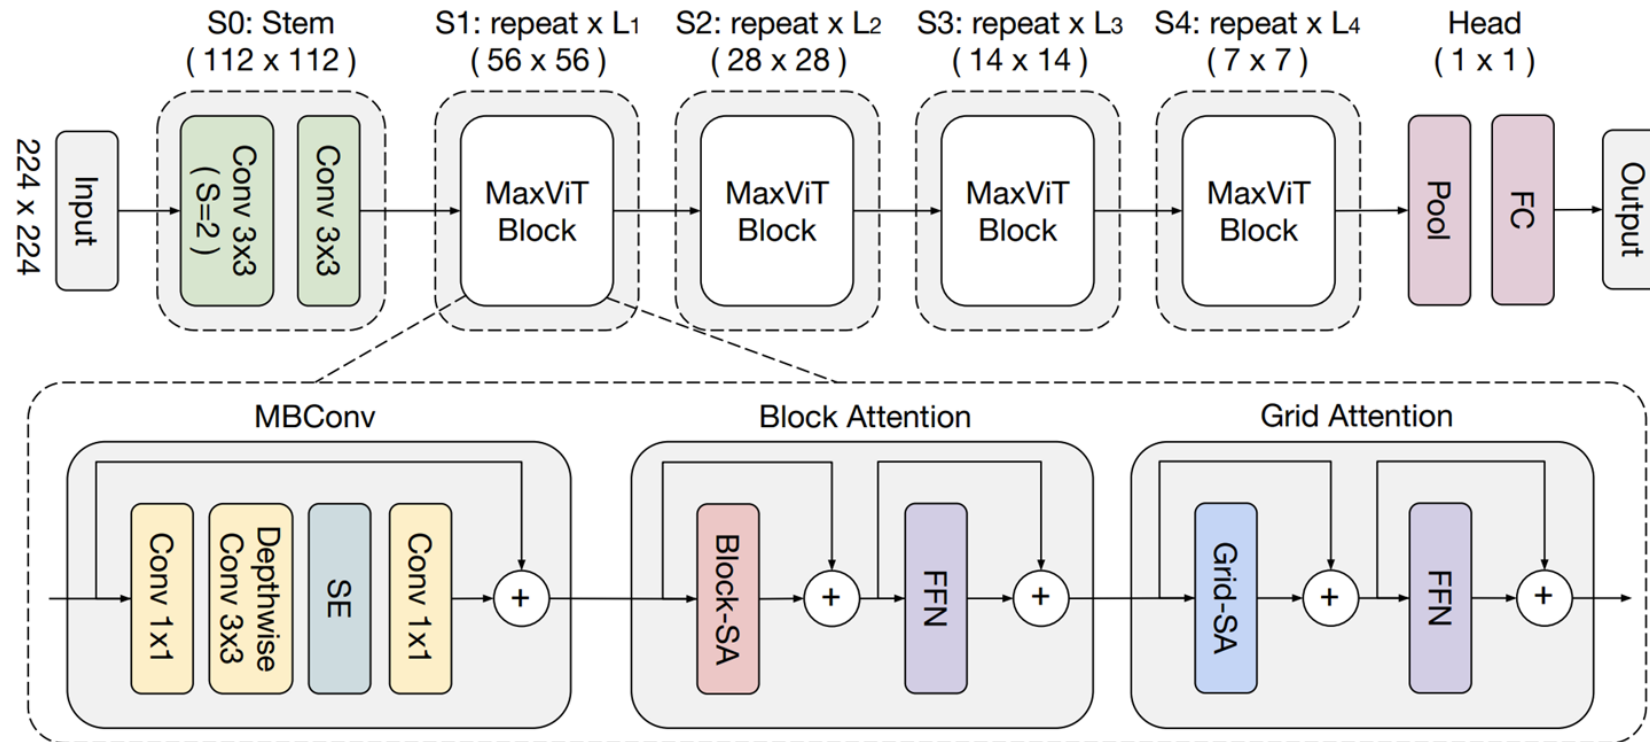 S0: Stem
( 112 x 112 )
S1: repeat x L1
( 56 x 56 )
S2: repeat x L2
( 28 x 28 )
S3: repeat x L3
( 14 x 14 )
S4: repeat x L4
( 7 x 7 )
Head
( 1 x 1 )
224 x 224
Input
Conv 3x3
( S=2 )
Conv 3x3
MaxViT
Block
MaxViT
Block
MaxViT
Block
MaxViT
Block
Pool
FC
Output
MBConv
Conv 1x1
Depthwise
Conv 3x3
SE
Conv 1x1
+
Block Attention
Block-SA
+
FFN
+
Grid Attention
Grid-SA
+
FFN
+